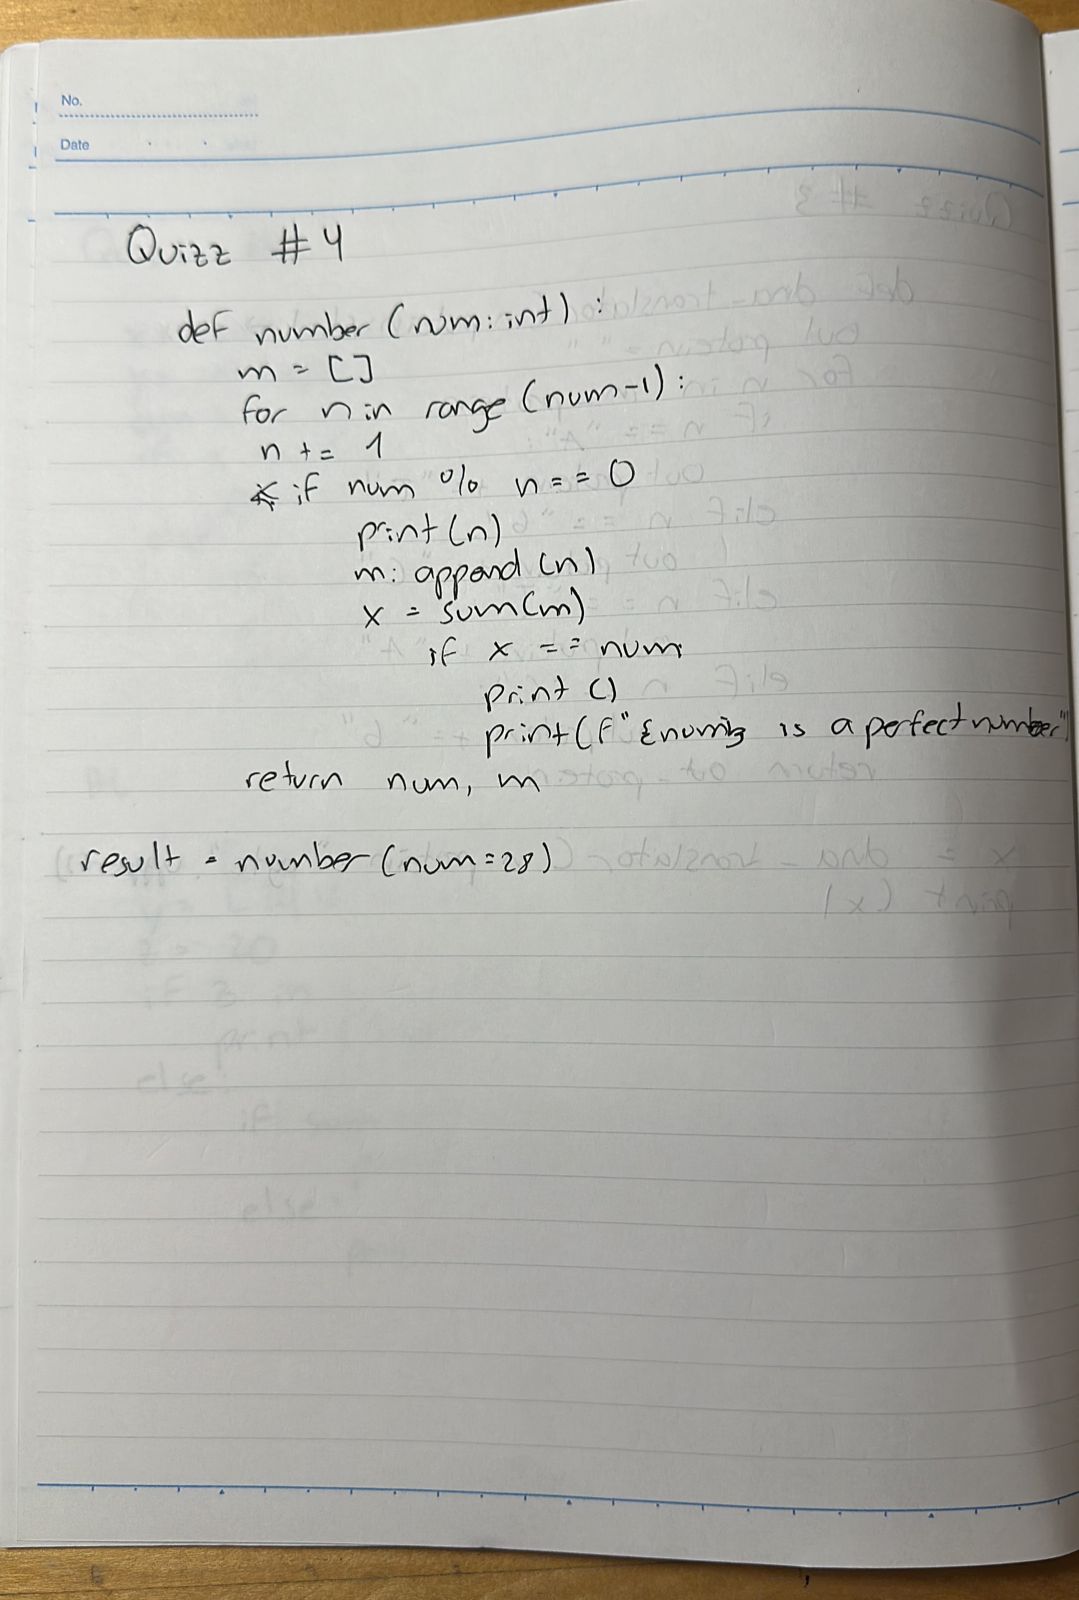 No.
Date
Quizz #4
def number (num: int) :
m = []
for n in range (num-1) :
n += 1
if num % n == 0
print (n)
m: append (n)
x = sum(m)
if x == num
print ()
print (f"{num} is a perfect number")
return num, m
result = number (num=28)